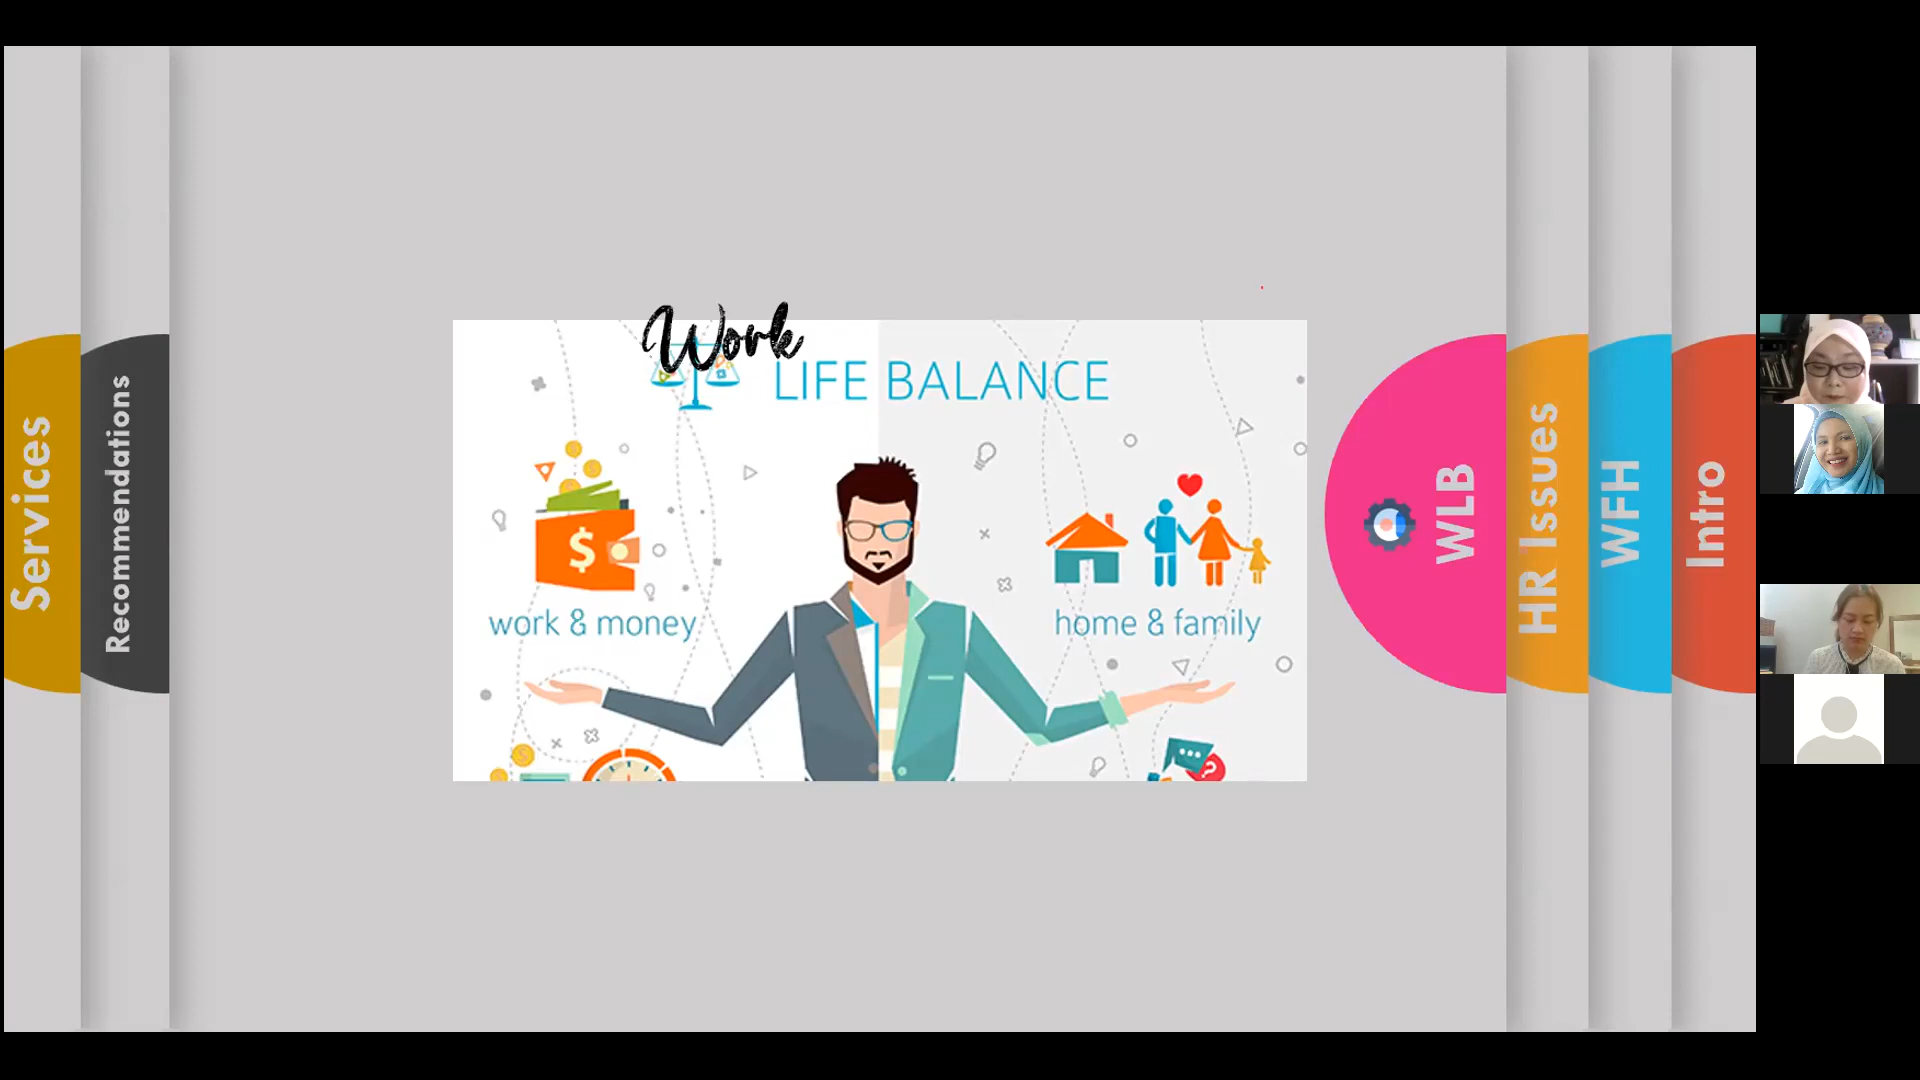 Services
Recommendations
Work
LIFE BALANCE
$
work & money
home & family
?
WLB
HR Issues
WFH
Intro